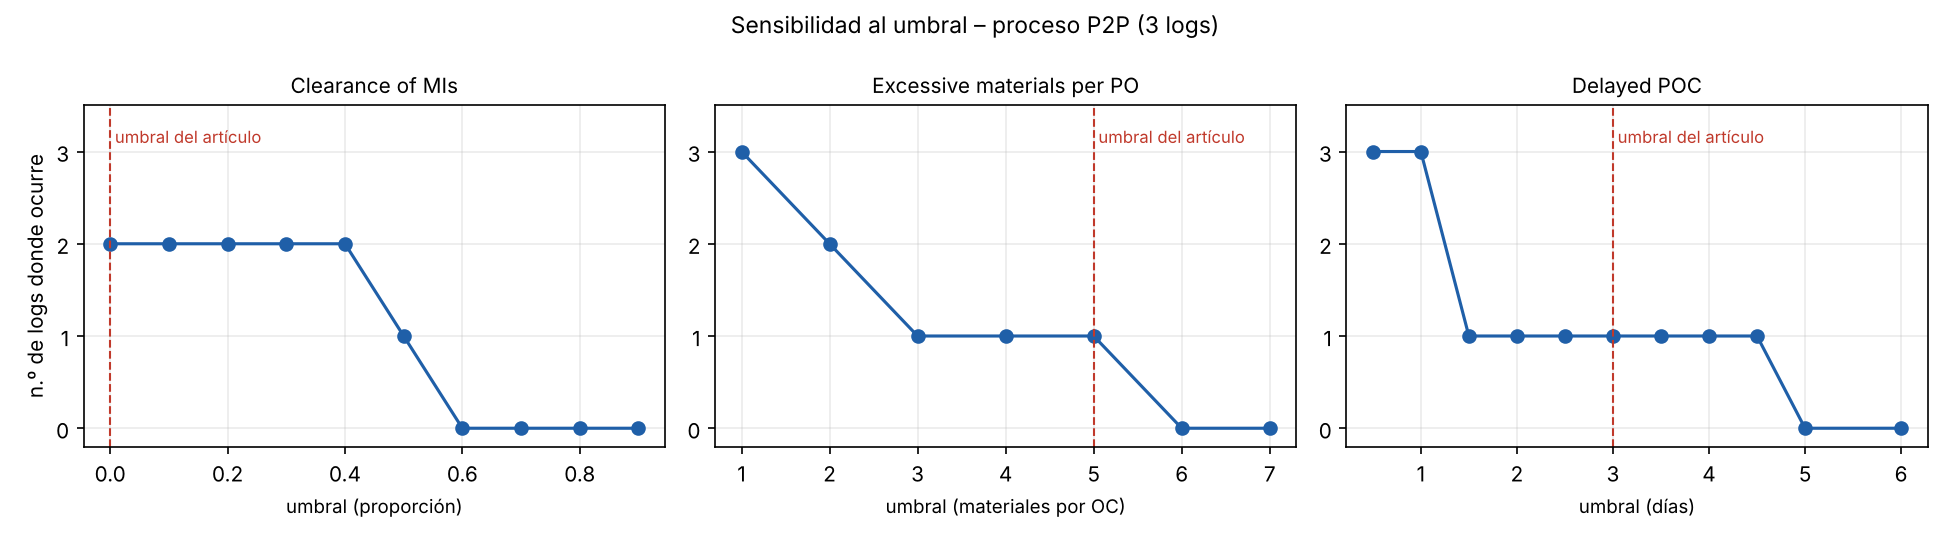 Sensibilidad al umbral – proceso P2P (3 logs)
Clearance of MIs
n.º de logs donde ocurre
3
2
1
0
umbral del artículo
0.0 0.2 0.4 0.6 0.8
umbral (proporción)
Excessive materials per PO
3
2
1
0
umbral del artículo
1 2 3 4 5 6 7
umbral (materiales por OC)
Delayed POC
3
2
1
0
umbral del artículo
1 2 3 4 5 6
umbral (días)